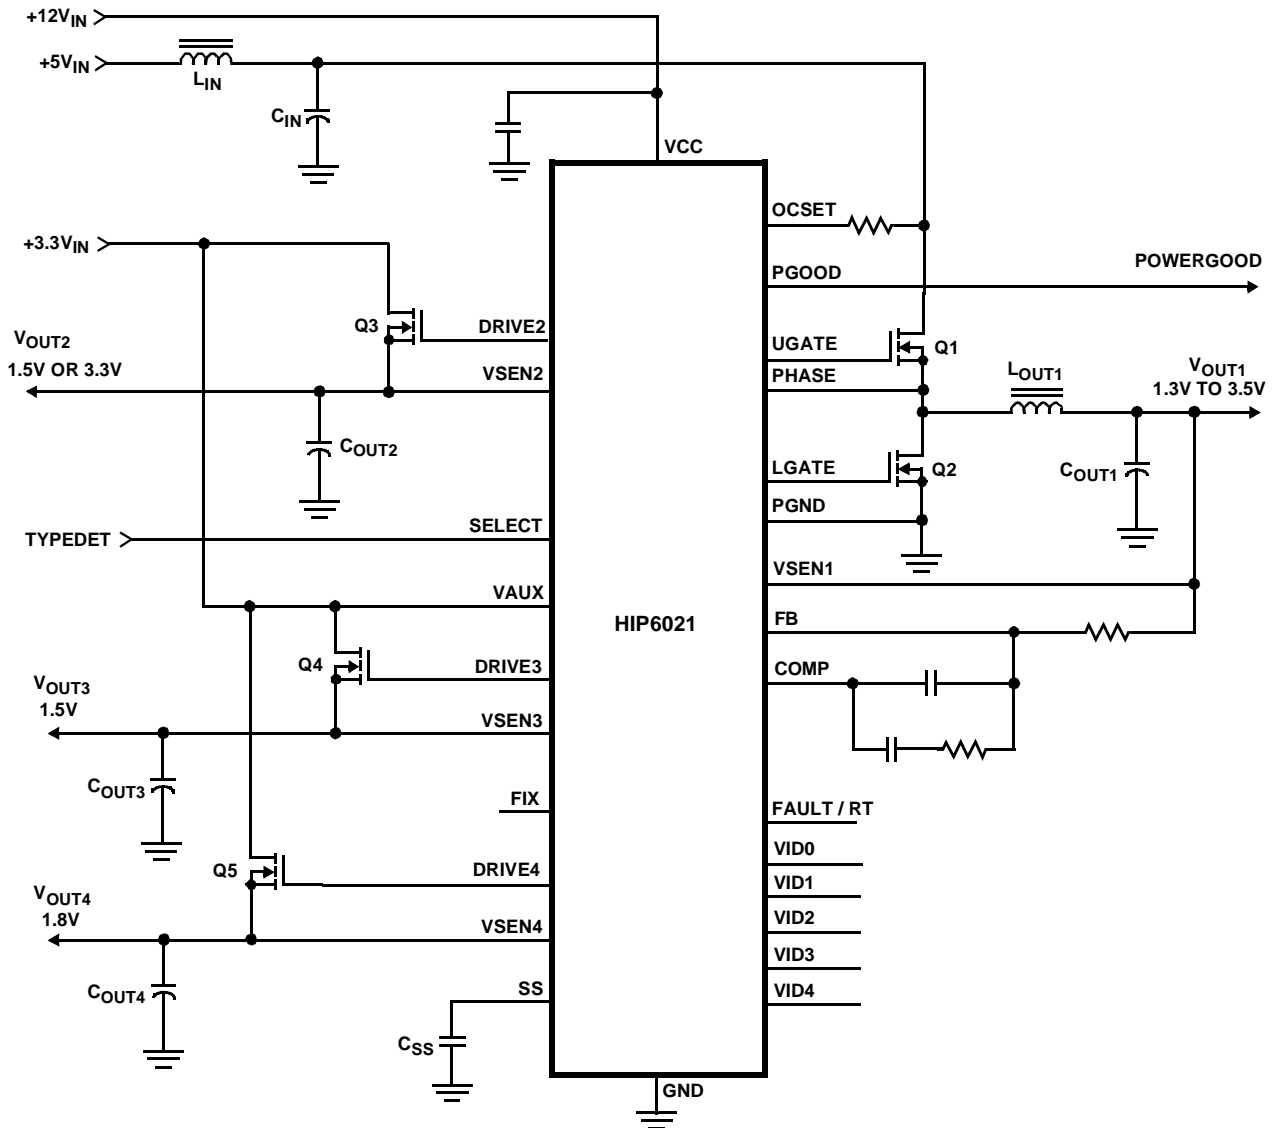 +12VIN
+5VIN
LIN
CIN
VCC
OCSET
+3.3VIN
PGOOD
POWERGOOD
Q3
DRIVE2
VOUT2
1.5V OR 3.3V
VSEN2
UGATE
Q1
PHASE
LOUT1
VOUT1
1.3V TO 3.5V
COUT2
LGATE
Q2
COUT1
PGND
TYPEDET
SELECT
VSEN1
VAUX
HIP6021
FB
Q4
DRIVE3
COMP
VOUT3
1.5V
VSEN3
COUT3
FIX
FAULT / RT
VID0
Q5
DRIVE4
VID1
VOUT4
1.8V
VSEN4
VID2
VID3
COUT4
SS
VID4
CSS
GND